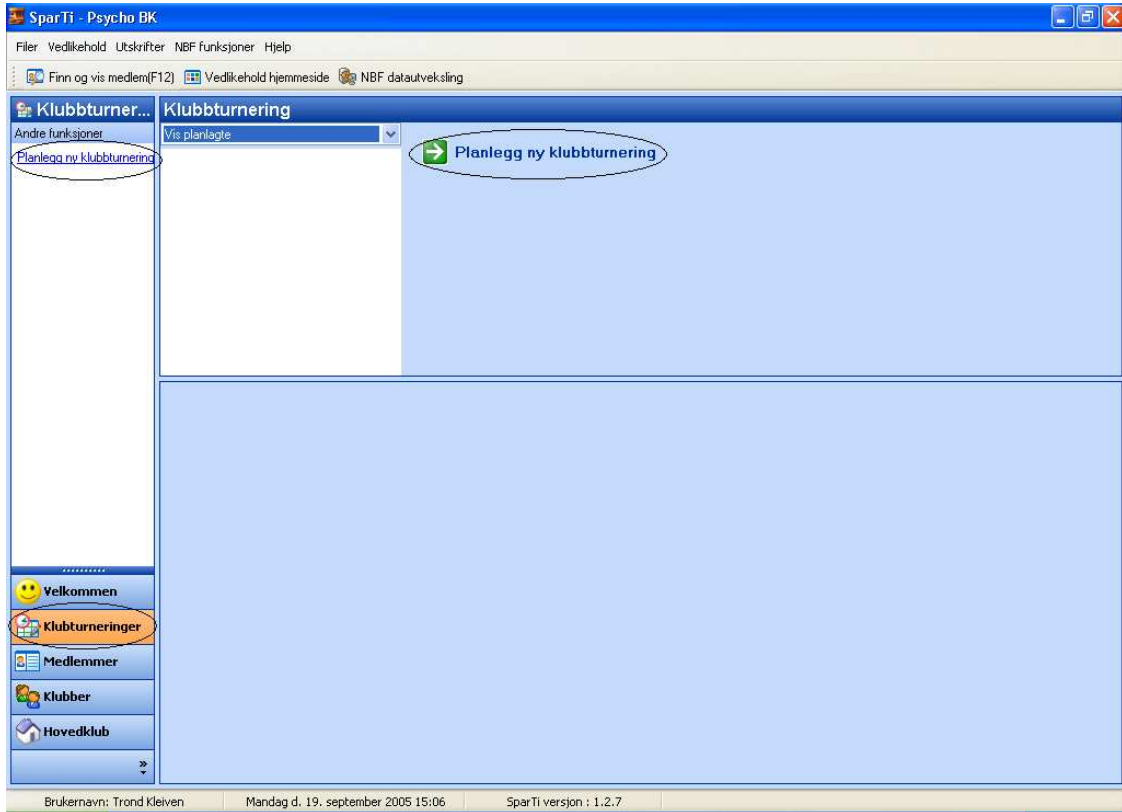 SparTi - Psycho BK
Filer Vedlikehold Utskrifter NBF funksjoner Hjelp
Finn og vis medlem(F12) Vedlikehold hjemmeside NBF datautveksling
Klubbturner... Klubbturnering
Andre funksjoner Vis planlagte
Planlegg ny klubbturnering Planlegg ny klubbturnering
Velkommen
Klubturneringer
Medlemmer
Klubber
Hovedklub
Brukernavn: Trond Kleiven Mandag d. 19. september 2005 15:06 SparTi versjon : 1.2.7